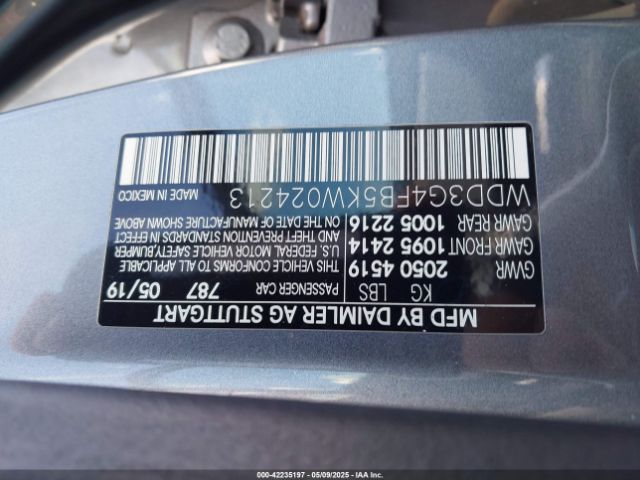 MFD BY DAIMLER AG STUTTGART
KG LBS PASSENGER CAR 787 05/19
GVWR 2050 4519
GAWR FRONT 1095 2414
GAWR REAR 1005 2216
THIS VEHICLE CONFORMS TO ALL APPLICABLE
U.S. FEDERAL MOTOR VEHICLE SAFETY,BUMPER
AND THEFT PREVENTION STANDARDS IN EFFECT
ON THE DATE OF MANUFACTURE SHOWN ABOVE
WDD3G4FB5KW024213 MADE IN MEXICO
000-42235197 - 05/09/2025 - IAAI.COM